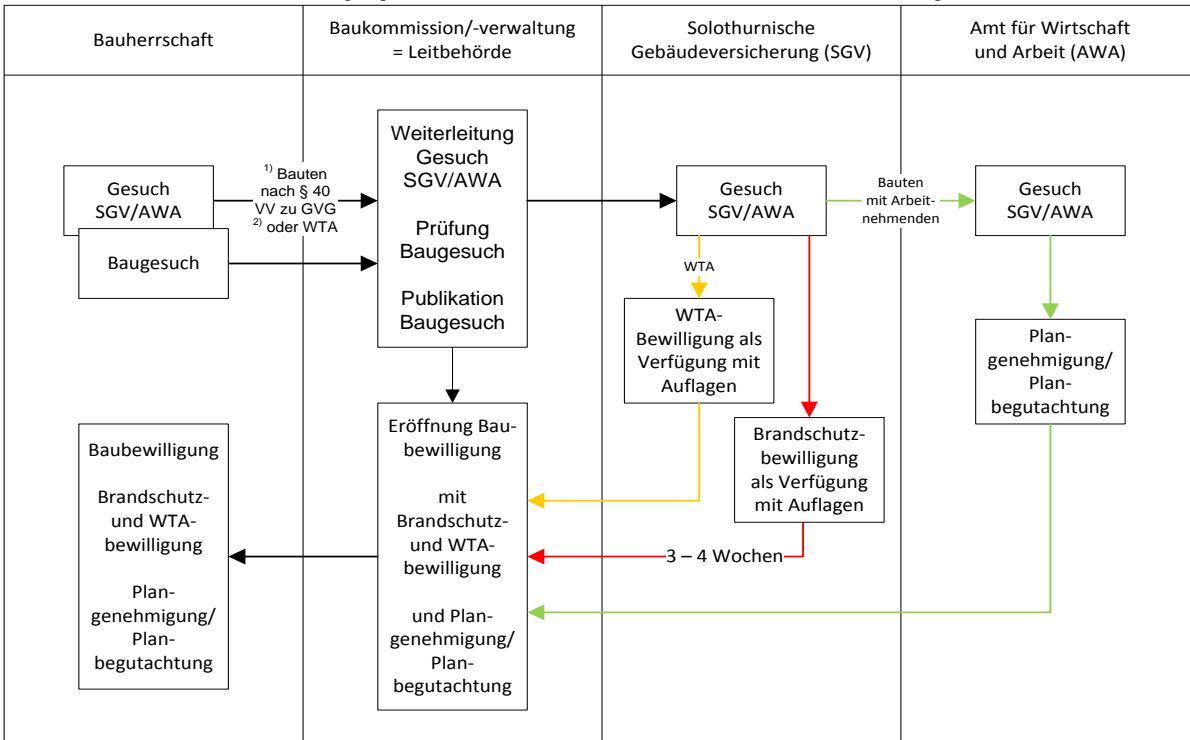 Bauherrschaft
Baukommission/-verwaltung
= Leitbehörde
Solothurnische
Gebäudeversicherung (SGV)
Amt für Wirtschaft
und Arbeit (AWA)
Gesuch
SGV/AWA
Baugesuch
1) Bauten
nach § 40
VV zu GVG
2) oder WTA
Weiterleitung
Gesuch
SGV/AWA
Prüfung
Baugesuch
Publikation
Baugesuch
Gesuch
SGV/AWA
Bauten
mit Arbeit-
nehmenden
Gesuch
SGV/AWA
WTA
WTA-
Bewilligung als
Verfügung mit
Auflagen
Plan-
genehmigung/
Plan-
begutachtung
Brandschutz-
bewilligung
als Verfügung
mit Auflagen
3 – 4 Wochen
Eröffnung Bau-
bewilligung
mit
Brandschutz-
und WTA-
bewilligung
und Plan-
genehmigung/
Plan-
begutachtung
Baubewilligung
Brandschutz-
und WTA-
bewilligung
Plan-
genehmigung/
Plan-
begutachtung